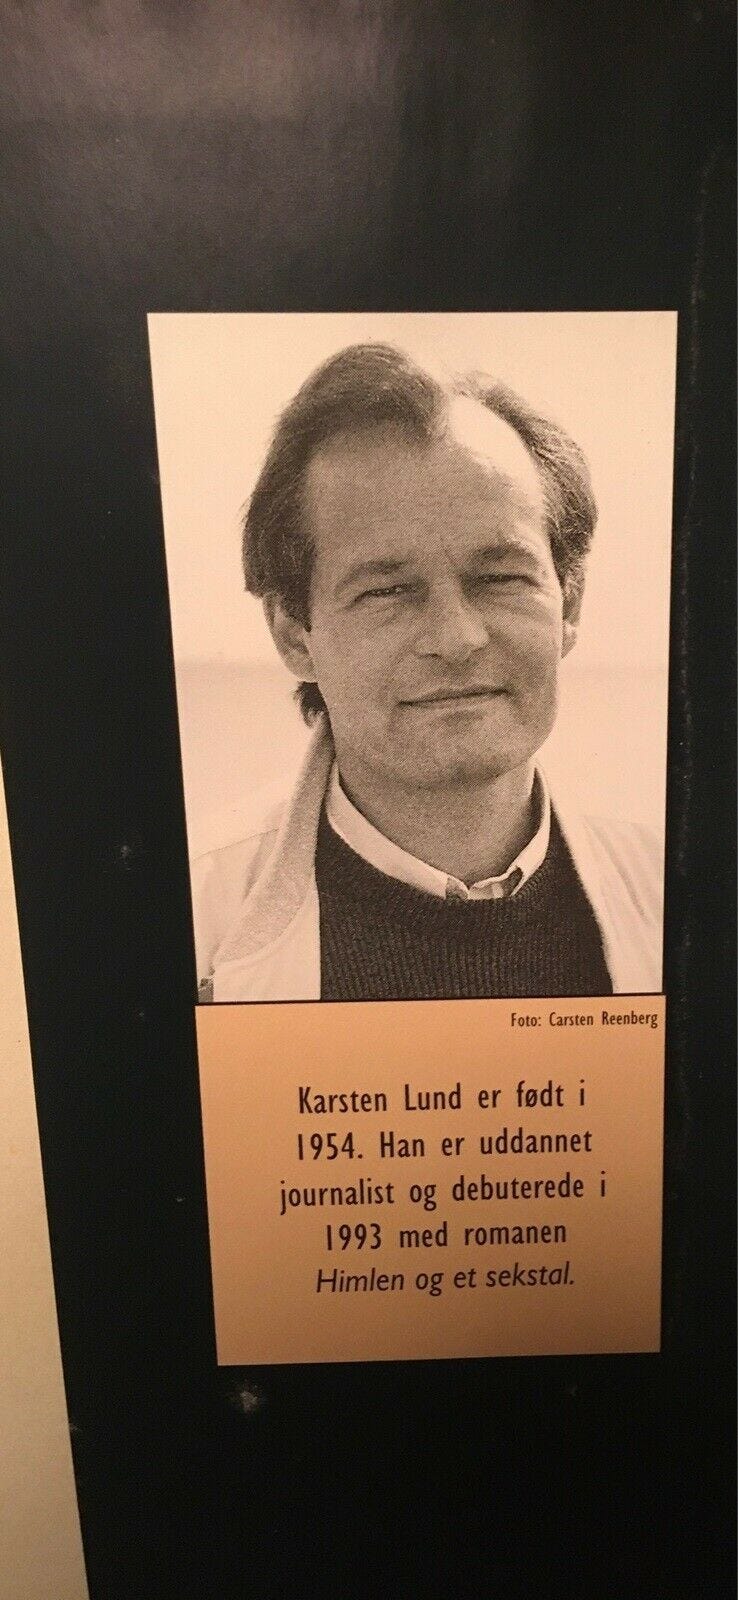 Foto: Carsten Reenberg
Karsten Lund er født i
1954. Han er uddannet
journalist og debuterede i
1993 med romanen
Himlen og et sekstal.